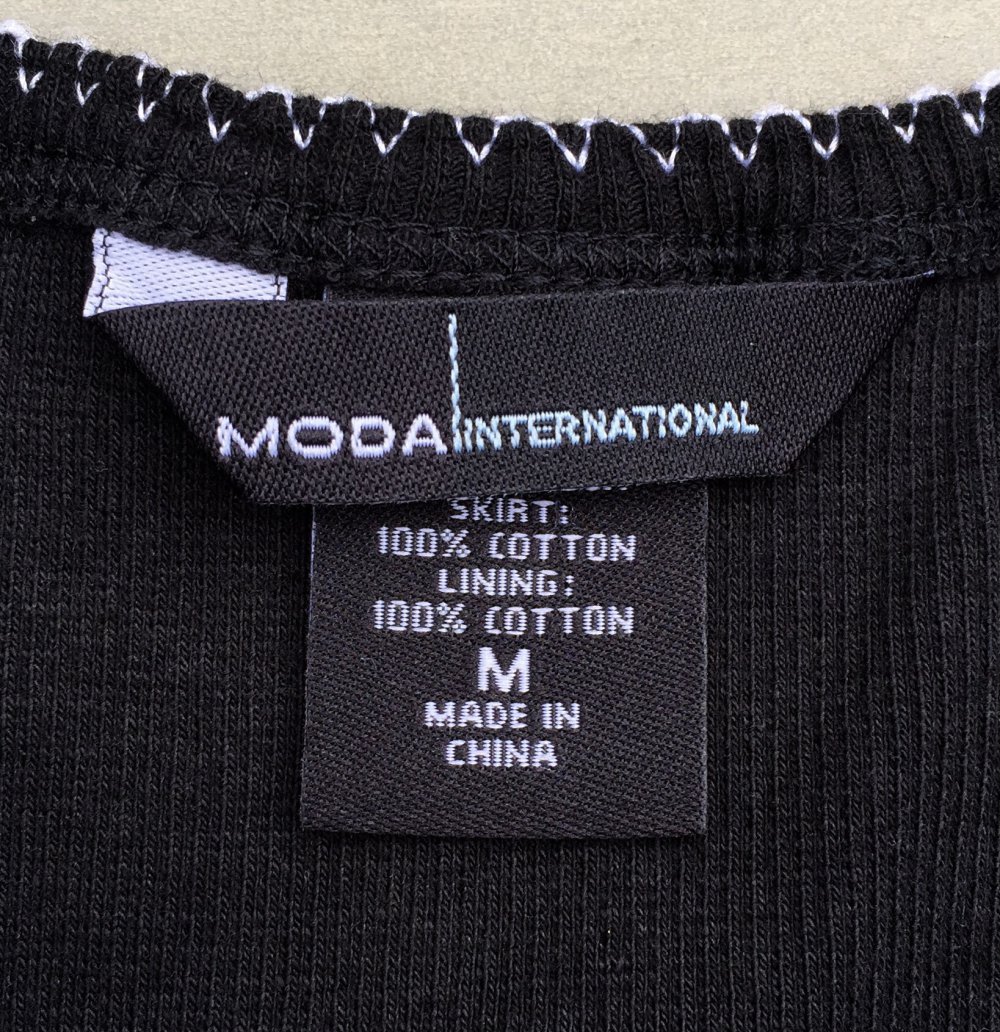 MODA INTERNATIONAL
SKIRT:
100% COTTON
LINING:
100% COTTON
M
MADE IN
CHINA